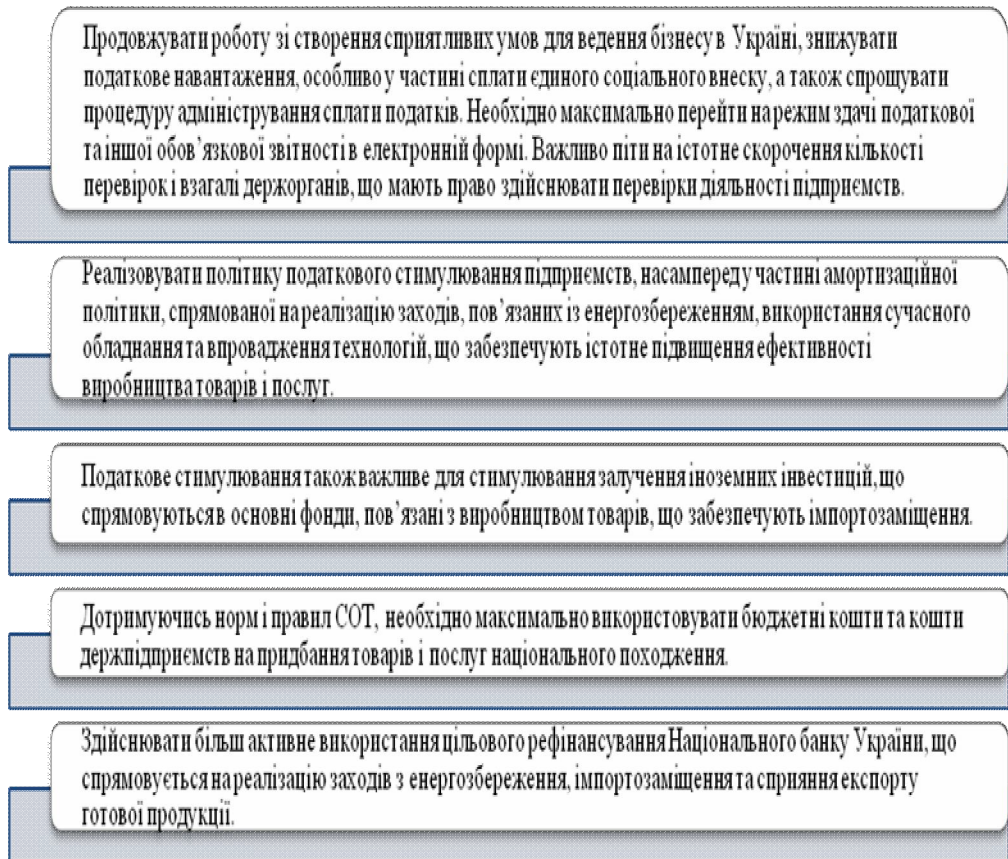 Продовжувати роботу зі створення сприятливих умов для ведення бізнесу в Україні, знижувати
податкове навантаження, особливо у частині сплати єдиного соціального внеску, а також спрощувати
процедуру адміністрування сплати податків. Необхідно максимально перейти на режим здачі податкової
та іншої обов’язкової звітності в електронній формі. Важливо піти на істотне скорочення кількості
перевірок і взагалі держорганів, що мають право здійснювати перевірки діяльності підприємств.
Реалізовувати політику податкового стимулювання підприємств, насамперед у частині амортизаційної
політики, спрямованої на реалізацію заходів, пов’язаних із енергозбереженням, використання сучасного
обладнання та впровадження технологій, що забезпечують істотне підвищення ефективності
виробництва товарів і послуг.
Податкове стимулювання також важливе для стимулювання залучення іноземних інвестицій, що
спрямовуються в основні фонди, пов’язані з виробництвом товарів, що забезпечують імпортозаміщення.
Дотримуючись норм і правил СОТ, необхідно максимально використовувати бюджетні кошти та кошти
держпідприємств на придбання товарів і послуг національного походження.
Здійснювати більш активне використання цільового рефінансування Національного банку України, що
спрямовується на реалізацію заходів з енергозбереження, імпортозаміщення та сприяння експорту
готової продукції.